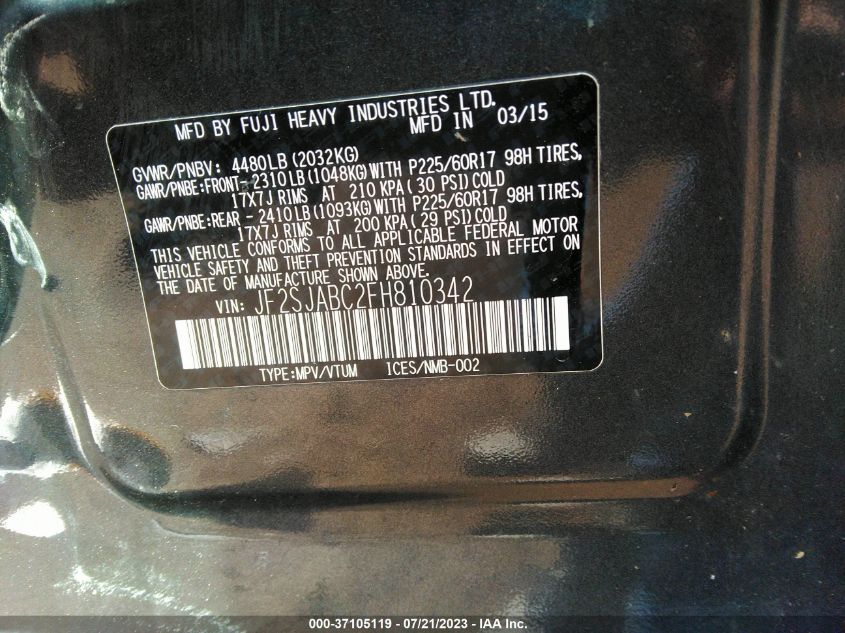 MFD BY FUJI HEAVY INDUSTRIES LTD.
MFD IN 03/15
GVWR/PNBV: 4480LB (2032KG)
GAWR/PNBE:FRONT- 2310LB (1048KG) WITH P225/60R17 98H TIRES,
17X7J RIMS AT 210 KPA ( 30 PSI) COLD
GAWR/PNBE:REAR - 2410LB (1093KG) WITH P225/60R17 98H TIRES,
17X7J RIMS AT 200 KPA ( 29 PSI) COLD
THIS VEHICLE CONFORMS TO ALL APPLICABLE FEDERAL MOTOR
VEHICLE SAFETY AND THEFT PREVENTION STANDARDS IN EFFECT ON
THE DATE OF MANUFACTURE SHOWN ABOVE.
VIN: JF2SJABC2FH810342
TYPE:MPV/VTUM ICES/NMB-002
000-37105119 - 07/21/2023 - IAA Inc.